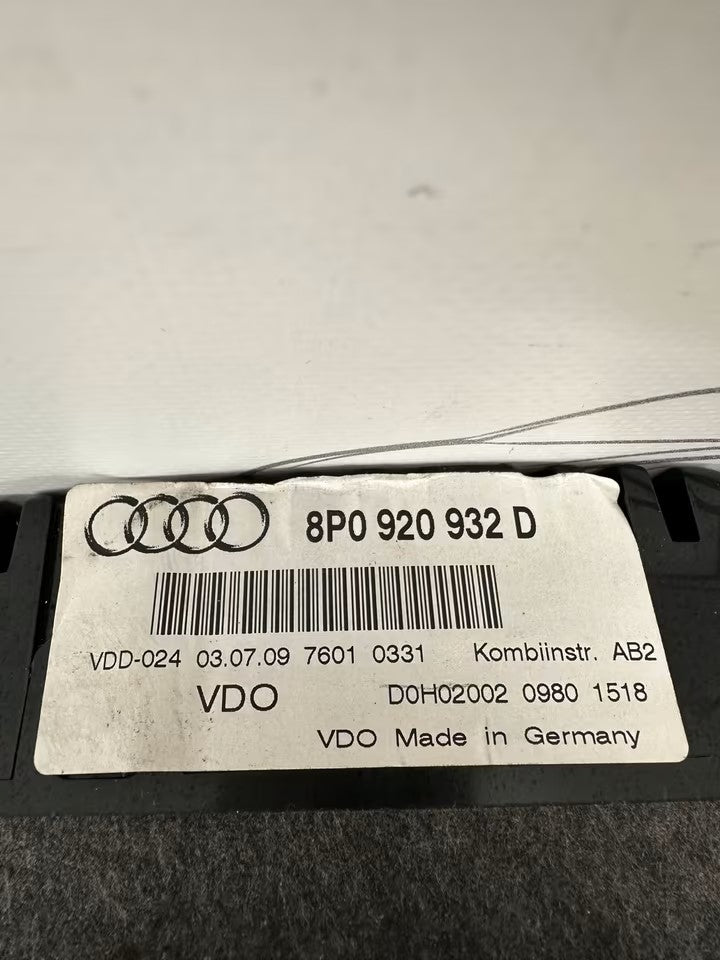 8P0 920 932 D
VDD-024 03.07.09 7601 0331 Kombiinstr. AB2
VDO D0H02002 0980 1518
VDO Made in Germany